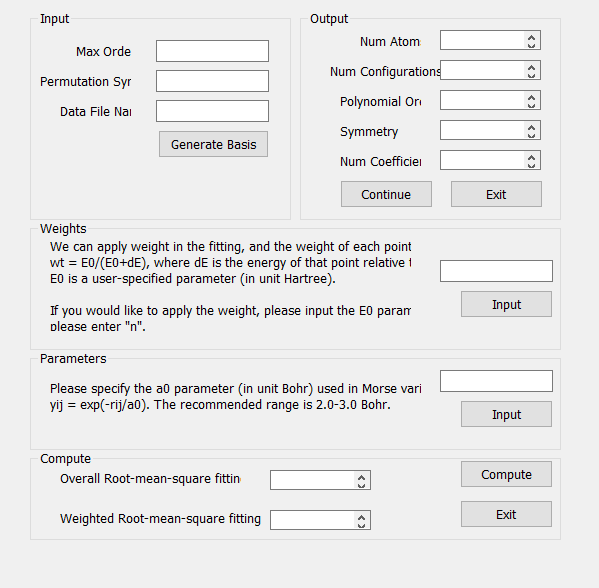 Input
Max Orde
Permutation Syr
Data File Nar
Generate Basis
Output
Num Atom
Num Configurations
Polynomial Or
Symmetry
Num Coefficie
Continue
Exit
Weights
We can apply weight in the fitting, and the weight of each point
wt = E0/(E0+dE), where dE is the energy of that point relative t
E0 is a user-specified parameter (in unit Hartree).
If you would like to apply the weight, please input the E0 param
please enter "n".
Input
Parameters
Please specify the a0 parameter (in unit Bohr) used in Morse vari
yij = exp(-rij/a0). The recommended range is 2.0-3.0 Bohr.
Input
Compute
Overall Root-mean-square fittin
Weighted Root-mean-square fitting
Compute
Exit